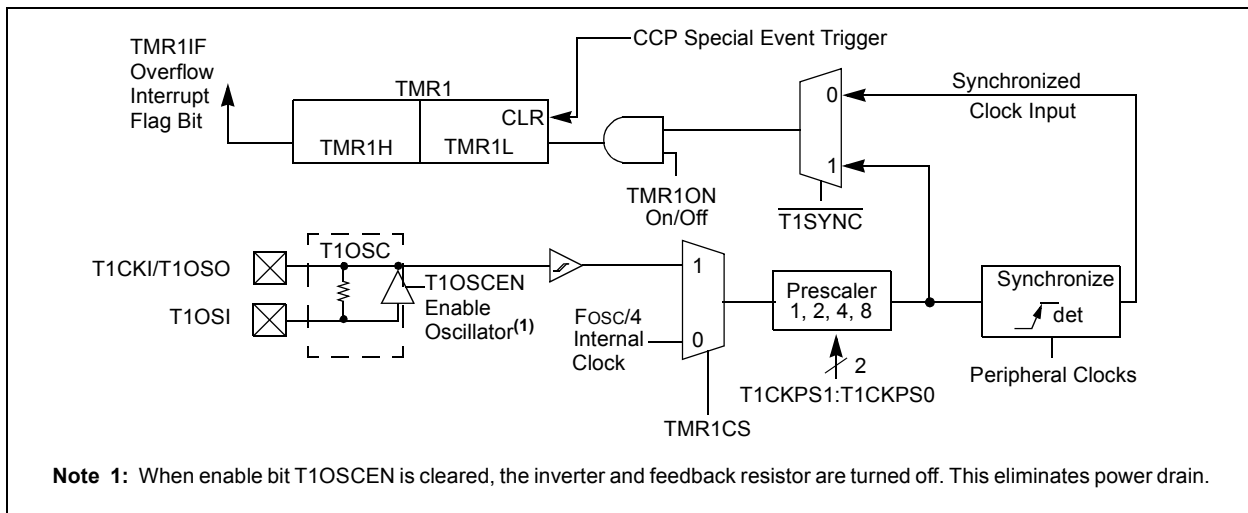 TMR1IF
Overflow
Interrupt
Flag Bit
CCP Special Event Trigger
TMR1
CLR
TMR1H
TMR1L
TMR1ON
On/Off
0
1
T1SYNC
Synchronized
Clock Input
T1OSC
T1CKI/T1OSO
T1OSI
T1OSCEN
Enable
Oscillator(1)
FOSC/4
Internal
Clock
1
0
TMR1CS
Prescaler
1, 2, 4, 8
2
T1CKPS1:T1CKPS0
Synchronize
det
Peripheral Clocks
Note 1: When enable bit T1OSCEN is cleared, the inverter and feedback resistor are turned off. This eliminates power drain.